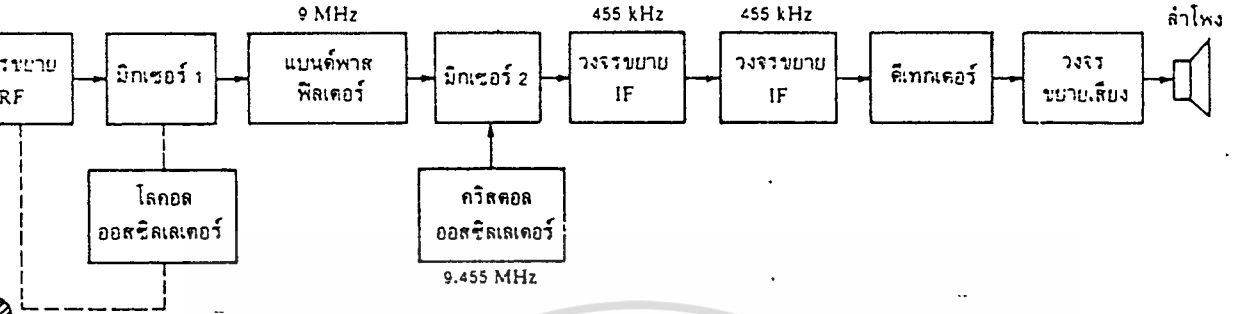 9 MHz
455 kHz
455 kHz
ลำโพง
รขยาย
RF
มิกเซอร์ 1
แบนด์พาส
ฟิลเตอร์
มิกเซอร์ 2
วงจรขยาย
IF
วงจรขยาย
IF
ดีเทกเตอร์
วงจร
ขยายเสียง
โลคอล
ออสซิลเลเตอร์
คริสตอล
ออสซิลเลเตอร์
9.455 MHz